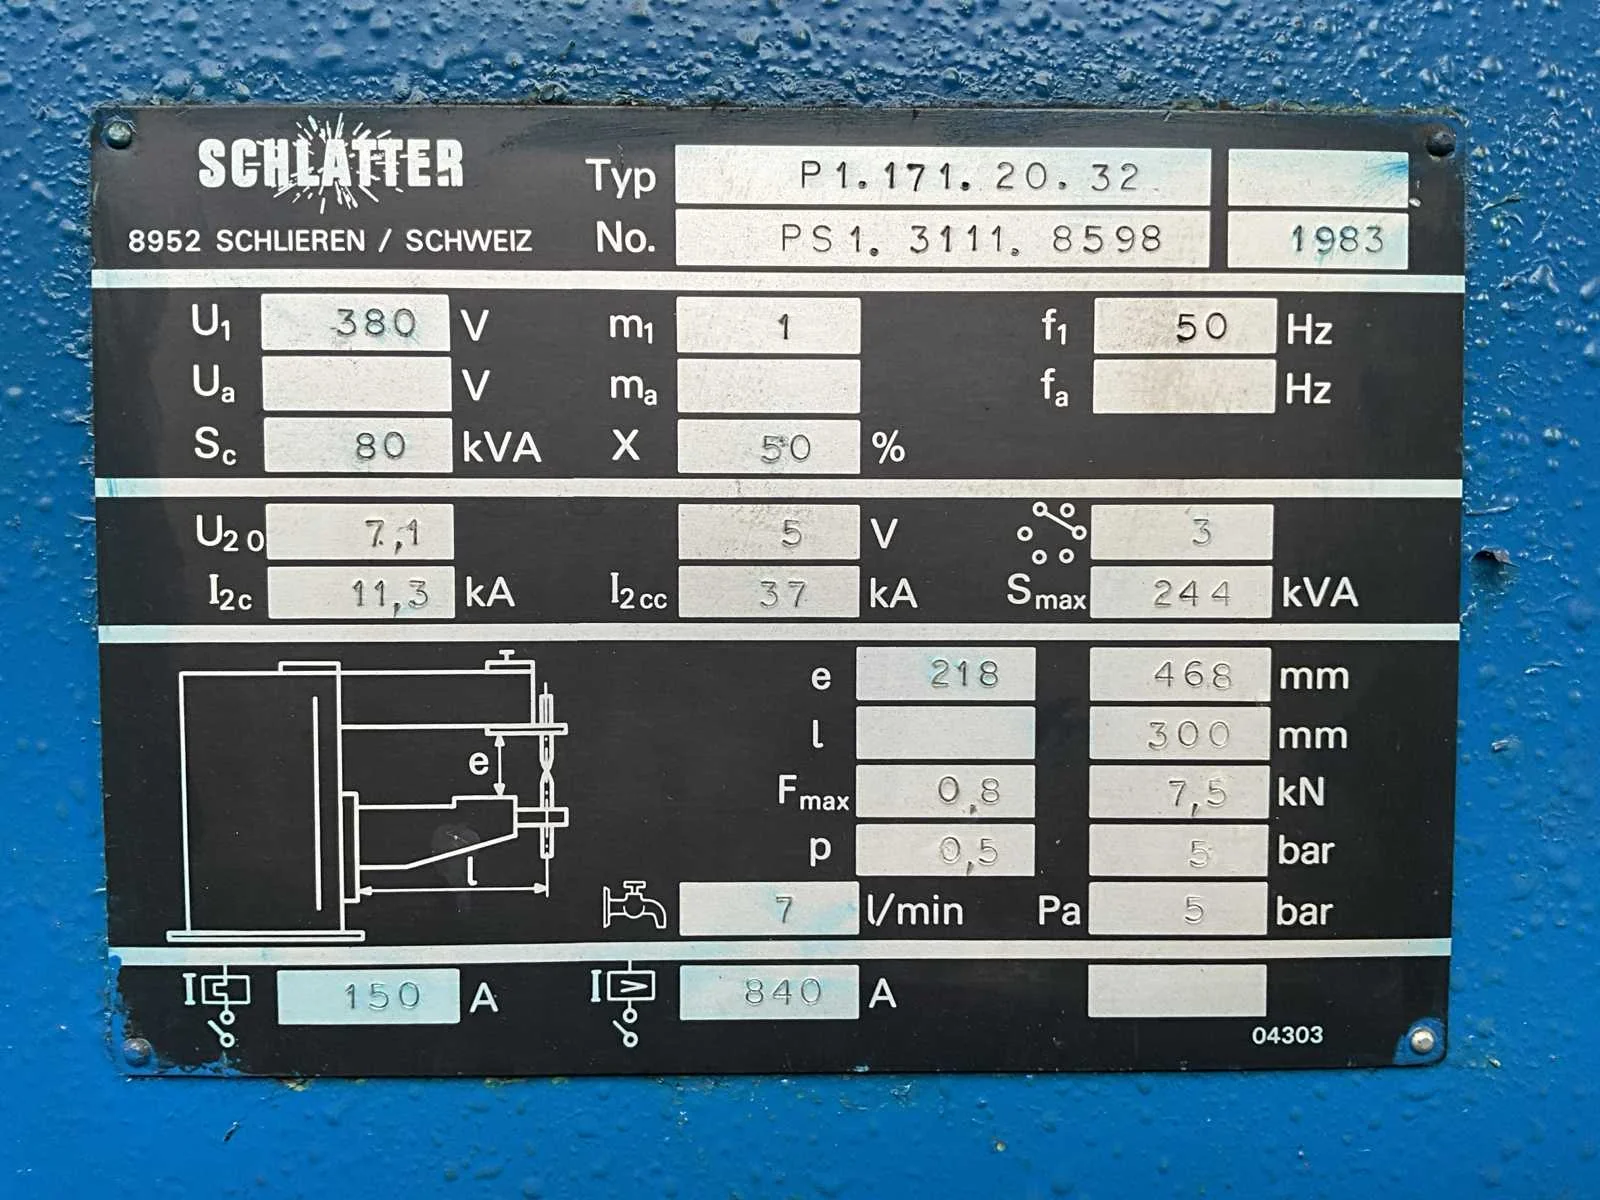 SCHLATTER
8952 SCHLIEREN / SCHWEIZ
Typ P1.171.20.32
No. PS1.3111.8598 1983
U1 380 V m1 1 f1 50 Hz
Ua V ma fa Hz
Sc 80 kVA X 50 %
U20 7,1 5 V 3
I2c 11,3 kA I2cc 37 kA Smax 244 kVA
e 218 468 mm
l 300 mm
e
Fmax 0,8 7,5 kN
p 0,5 5 bar
l
7 l/min Pa 5 bar
I 150 A I > 840 A
04303